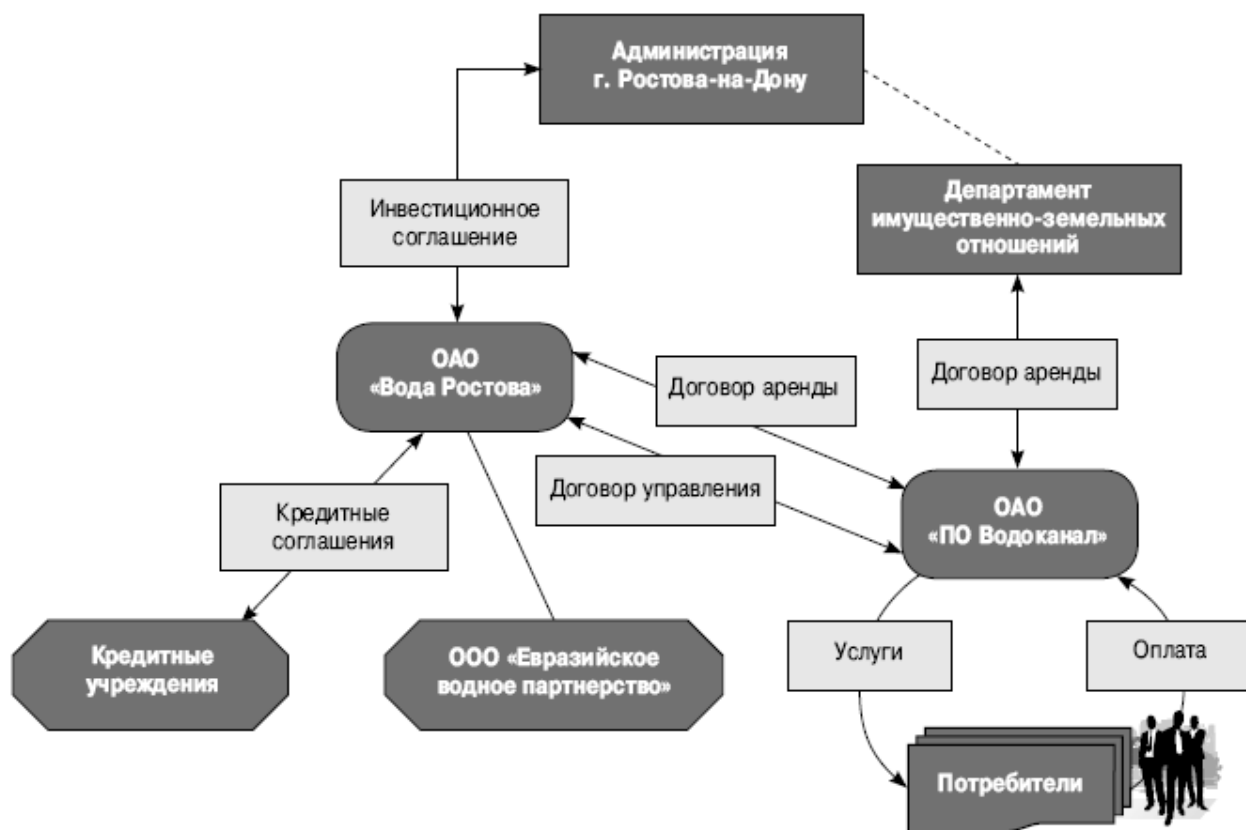 Администрация
г. Ростова-на-Дону
Департамент
имущественно-земельных
отношений
Инвестиционное
соглашение
ОАО
«Вода Ростова»
Договор аренды
Договор аренды
Договор управления
ОАО
«ПО Водоканал»
Кредитные
соглашения
Кредитные
учреждения
ООО «Евразийское
водное партнерство»
Услуги
Оплата
Потребители